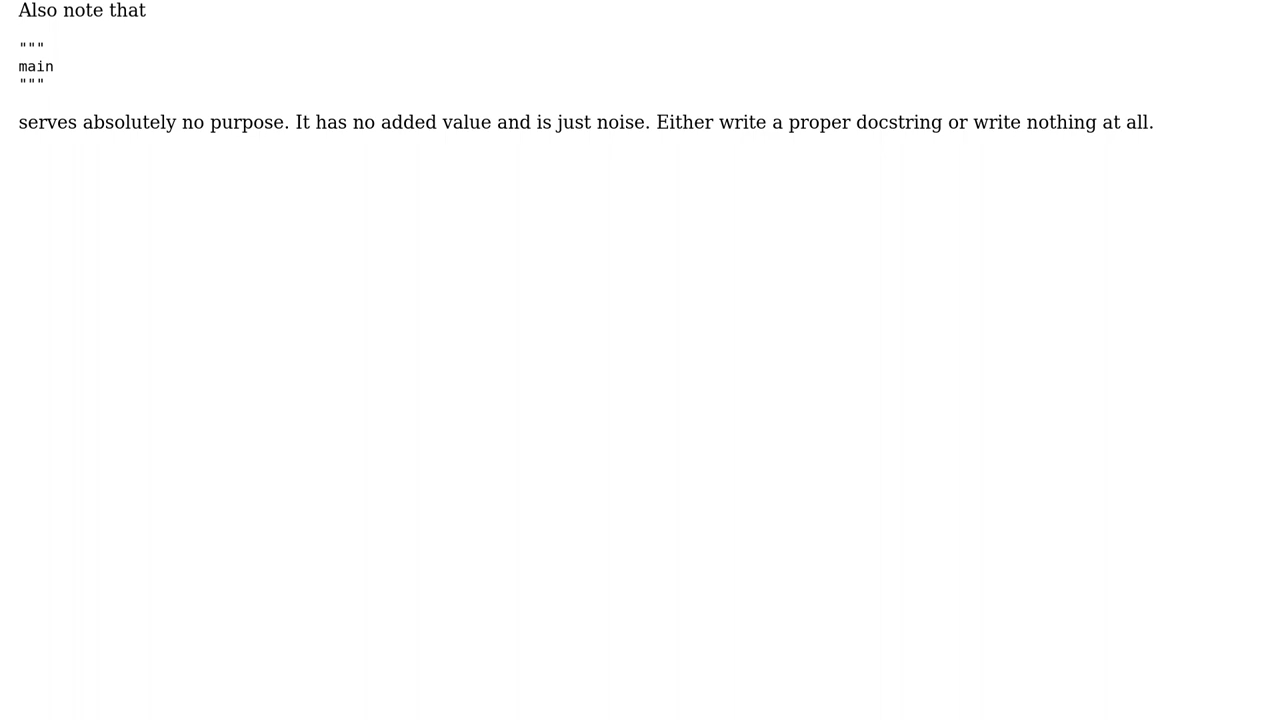 Also note that
"""
main
"""
serves absolutely no purpose. It has no added value and is just noise. Either write a proper docstring or write nothing at all.